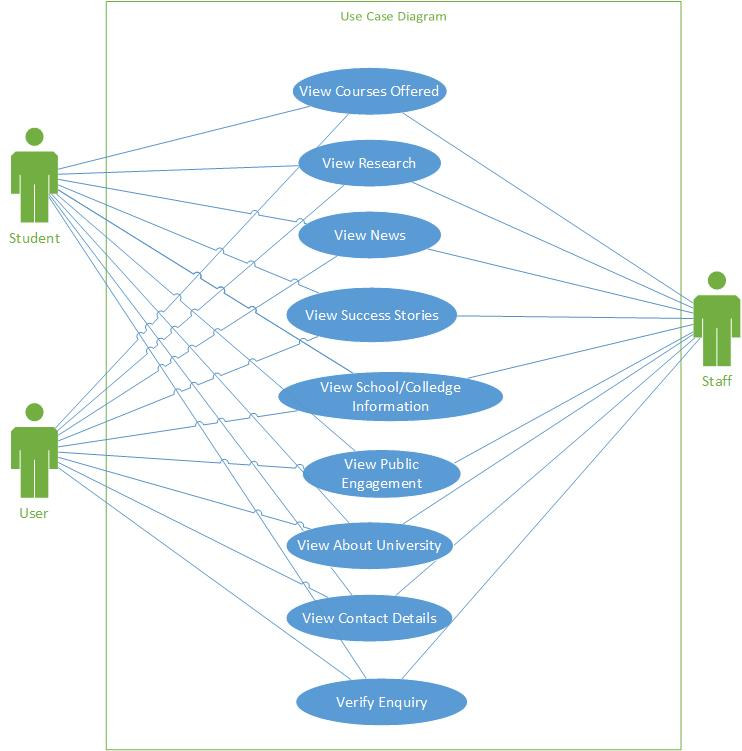 Use Case Diagram
View Courses Offered
View Research
Student
View News
View Success Stories
Staff
View School/Colledge
Information
View Public
Engagement
User
View About University
View Contact Details
Verify Enquiry